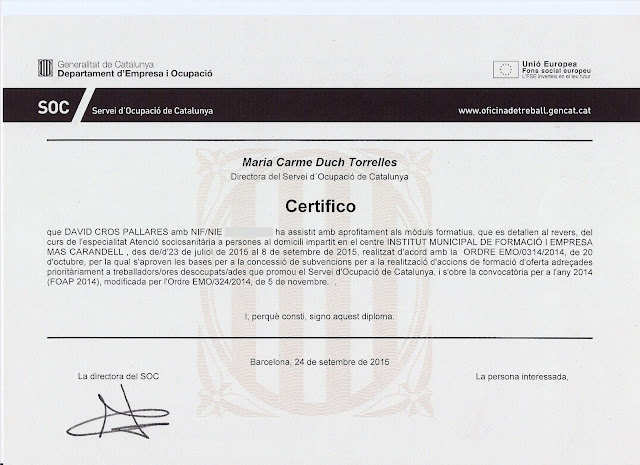 Generalitat de Catalunya
Departament d'Empresa i Ocupació
Unió Europea
Fons social europeu
L'FSE inverteix en el teu futur
SOC
Servei d'Ocupació de Catalunya
www.oficinadetreball.gencat.cat
Maria Carme Duch Torrelles
Directora del Servei d´Ocupació de Catalunya
Certifico
que DAVID CROS PALLARES amb NIF/NIE ha assistit amb aprofitament als mòduls formatius, que es detallen al revers, del
curs de l'especialitat Atenció sociosanitària a persones al domicili impartit en el centre INSTITUT MUNICIPAL DE FORMACIÓ I EMPRESA
MAS CARANDELL , des de/d'23 de juliol de 2015 al 8 de setembre de 2015, realitzat d'acord amb la ORDRE EMO/0314/2014, de 20
d'octubre, per la qual s'aproven les bases per a la concessió de subvencions per a la realització d'accions de formació d'oferta adreçades
prioritàriament a treballadors/ores desocupats/ades que promou el Servei d'Ocupació de Catalunya, i s'obre la convocatòria per a l'any 2014
(FOAP 2014), modificada per l'Ordre EMO/324/2014, de 5 de novembre.
I, perquè consti, signo aquest diploma.
Barcelona, 24 de setembre de 2015
La directora del SOC
La persona interessada,